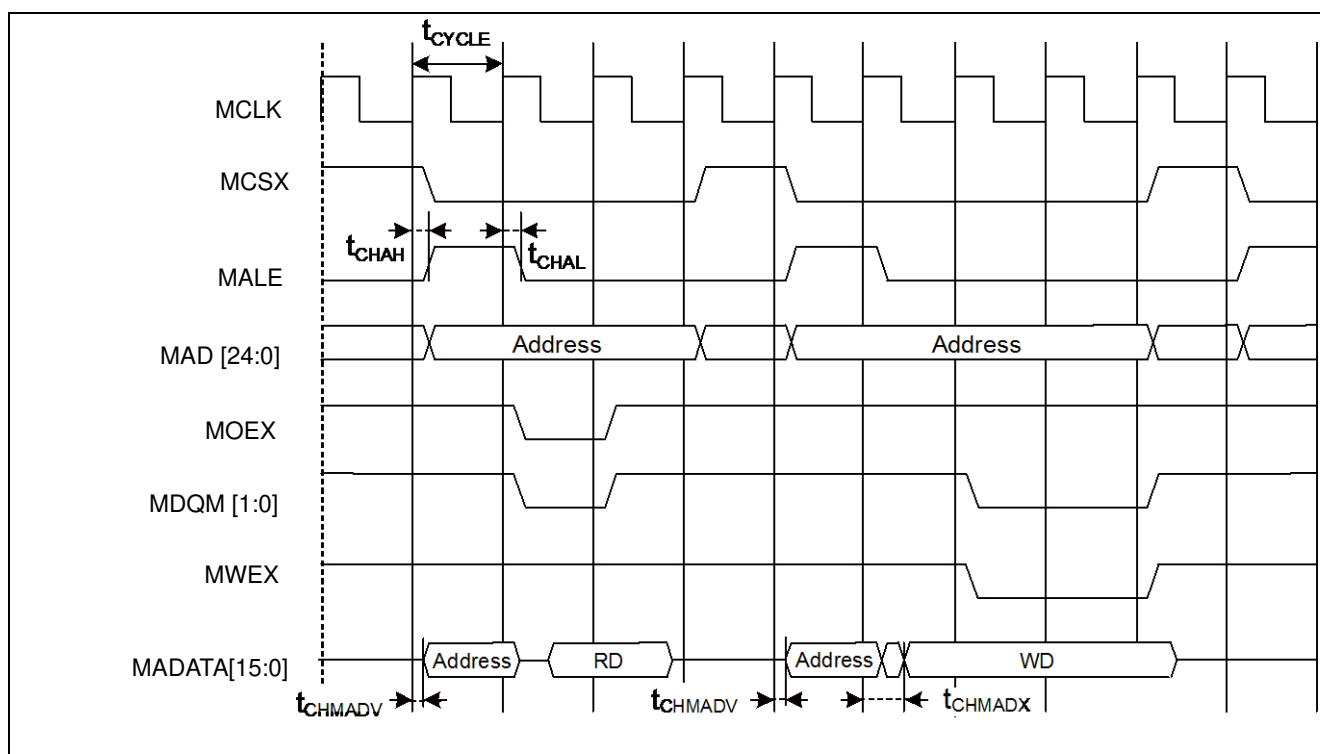 tCYCLE
MCLK
MCSX
tCHAH
tCHAL
MALE
MAD [24:0]
Address
Address
MOEX
MDQM [1:0]
MWEX
MADATA[15:0]
Address
RD
Address
WD
tCHMADV
tCHMADV
tCHMADX